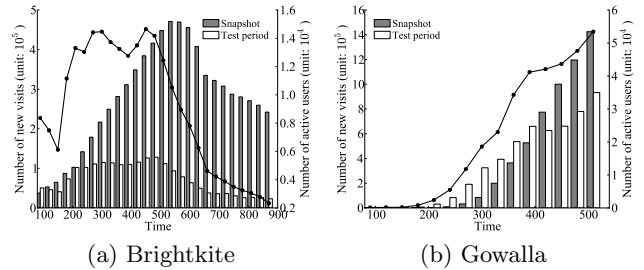 5
4
3
2
1
0
Number of new visits (unit: 10^5)
Snapshot
Test period
1.6
1.4
1.2
1.0
0.8
0.6
0.4
0.2
Number of active users (unit: 10^4)
90 100 200 300 400 500 600 700 800 900
Time
(a) Brightkite
16
14
12
10
8
6
4
2
0
Number of new visits (unit: 10^5)
Snapshot
Test period
6
5
4
3
2
1
0
Number of active users (unit: 10^4)
90 100 200 300 400 500
Time
(b) Gowalla